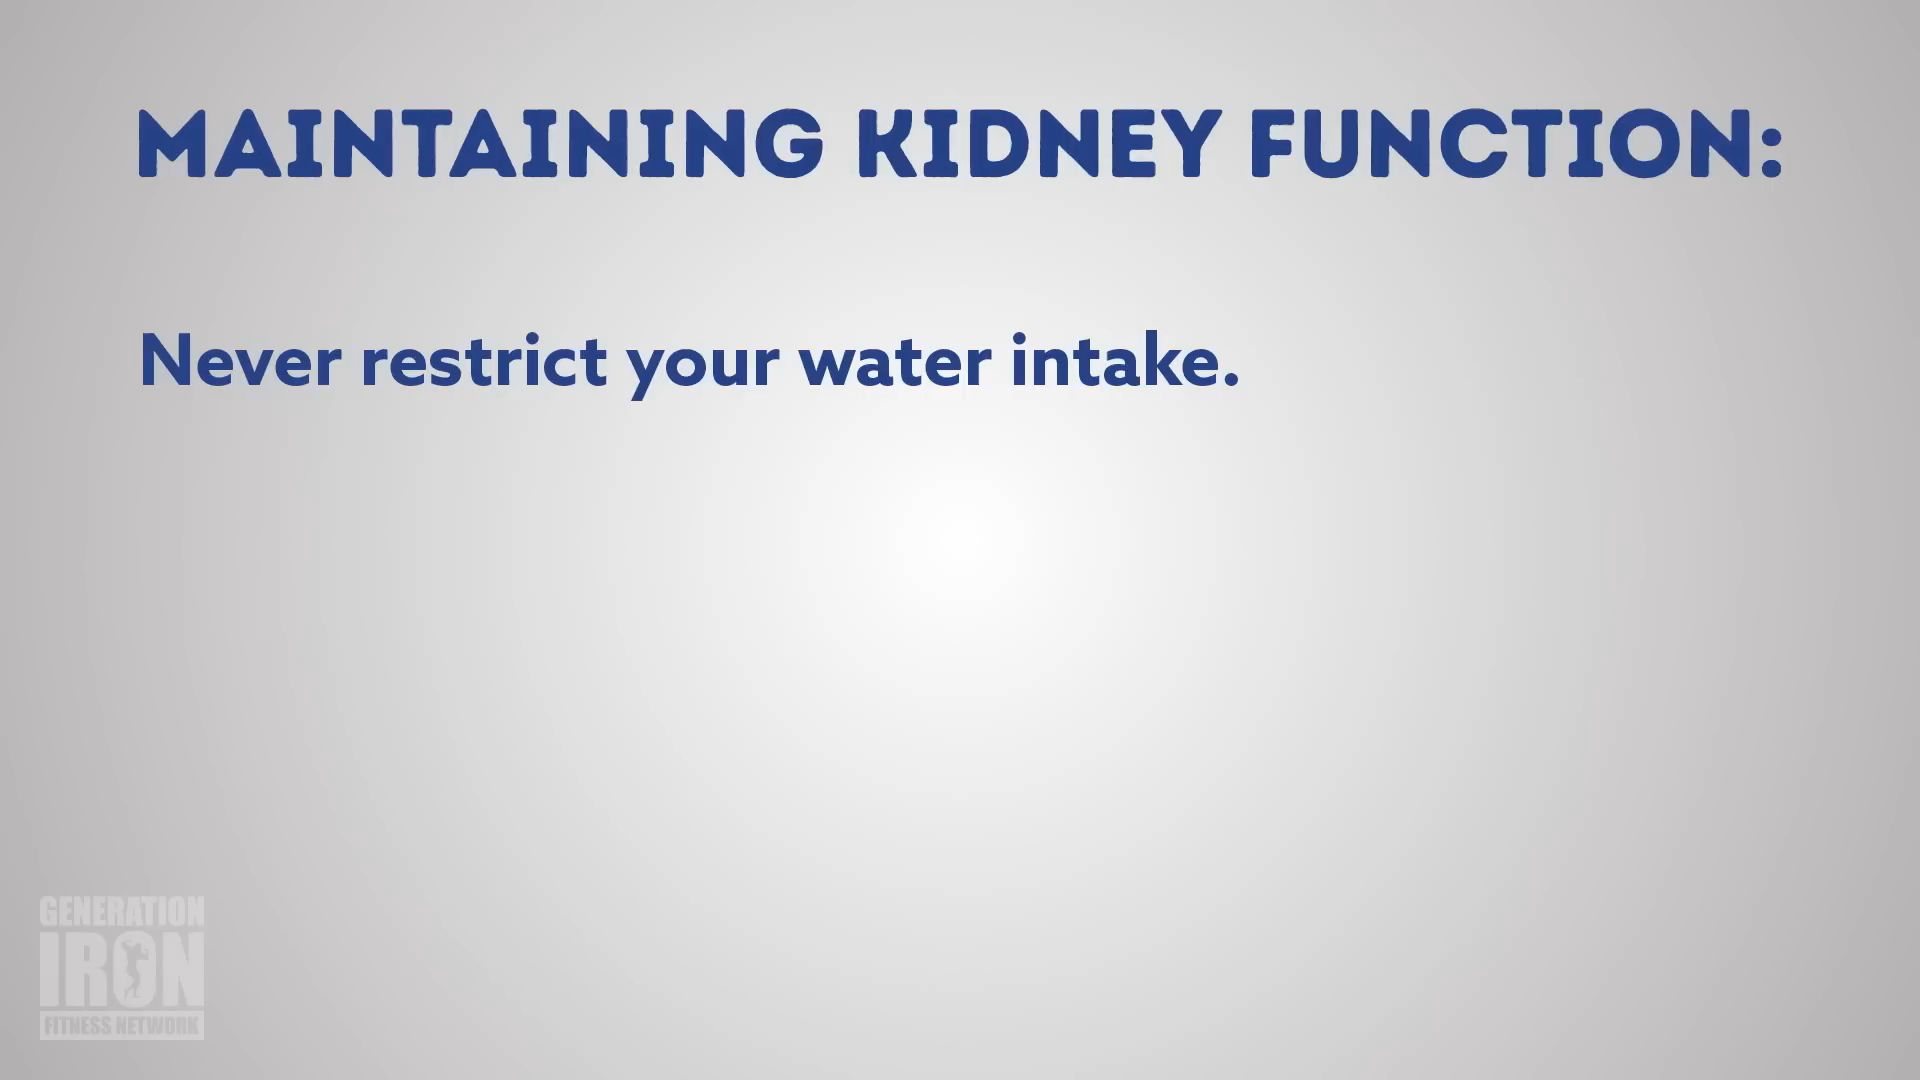 MAINTAINING KIDNEY FUNCTION:
Never restrict your water intake.
GENERATION
IRON
FITNESS NETWORK